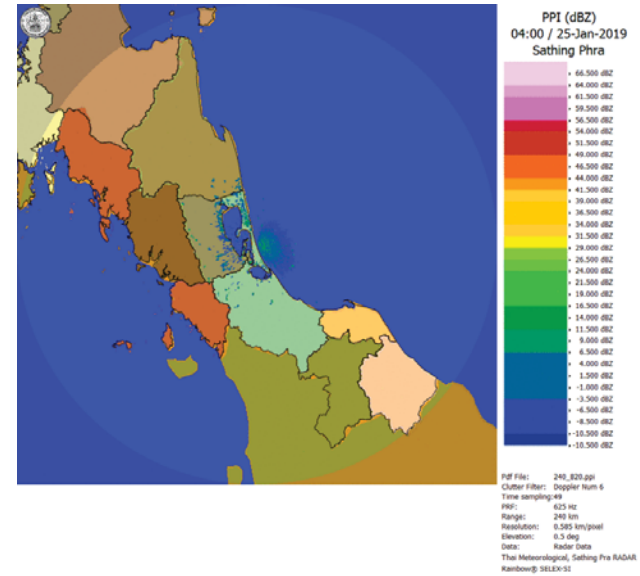 PPI (dBZ)
04:00 / 25-Jan-2019
Sathing Phra
66.500 dBZ
64.000 dBZ
61.500 dBZ
59.500 dBZ
56.500 dBZ
54.000 dBZ
51.500 dBZ
49.000 dBZ
46.500 dBZ
44.000 dBZ
41.500 dBZ
39.000 dBZ
36.500 dBZ
34.000 dBZ
31.500 dBZ
29.000 dBZ
26.500 dBZ
24.000 dBZ
21.500 dBZ
19.000 dBZ
16.500 dBZ
14.000 dBZ
11.500 dBZ
9.000 dBZ
6.500 dBZ
4.000 dBZ
1.500 dBZ
-1.000 dBZ
-3.500 dBZ
-6.500 dBZ
-8.500 dBZ
-10.500 dBZ
-10.500 dBZ
Pdf File: 240_820.ppi
Clutter Filter: Doppler Num 6
Time sampling:49
PRF: 625 Hz
Range: 240 km
Resolution: 0.585 km/pixel
Elevation: 0.5 deg
Data: Radar Data
Thai Meteorological, Sathing Pra RADAR
Rainbow® SELEX-SI